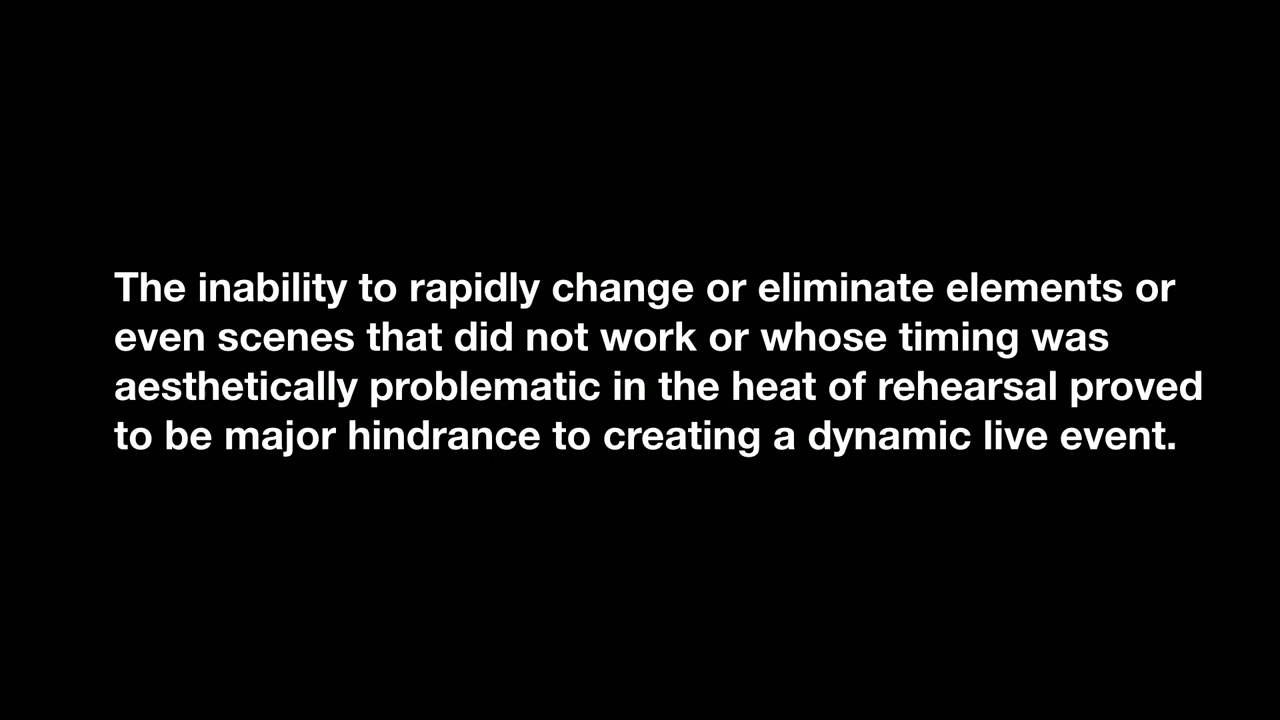 The inability to rapidly change or eliminate elements or
even scenes that did not work or whose timing was
aesthetically problematic in the heat of rehearsal proved
to be major hindrance to creating a dynamic live event.